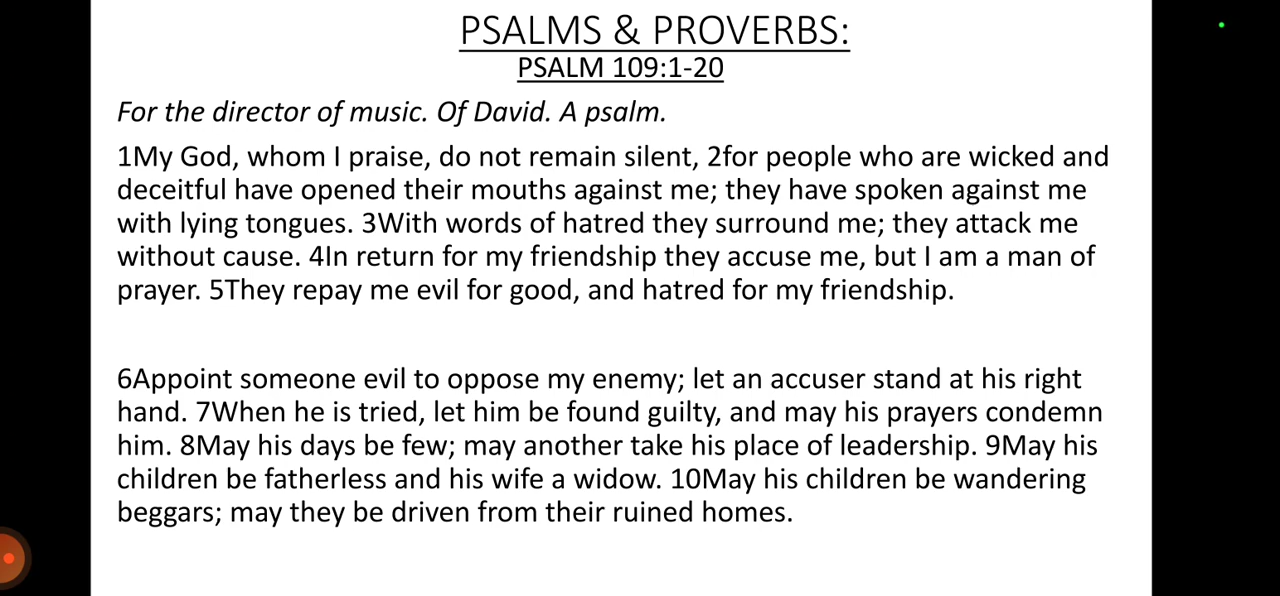 PSALMS & PROVERBS:
PSALM 109:1-20
For the director of music. Of David. A psalm.
1My God, whom I praise, do not remain silent, 2for people who are wicked and
deceitful have opened their mouths against me; they have spoken against me
with lying tongues. 3With words of hatred they surround me; they attack me
without cause. 4In return for my friendship they accuse me, but I am a man of
prayer. 5They repay me evil for good, and hatred for my friendship.
6Appoint someone evil to oppose my enemy; let an accuser stand at his right
hand. 7When he is tried, let him be found guilty, and may his prayers condemn
him. 8May his days be few; may another take his place of leadership. 9May his
children be fatherless and his wife a widow. 10May his children be wandering
beggars; may they be driven from their ruined homes.